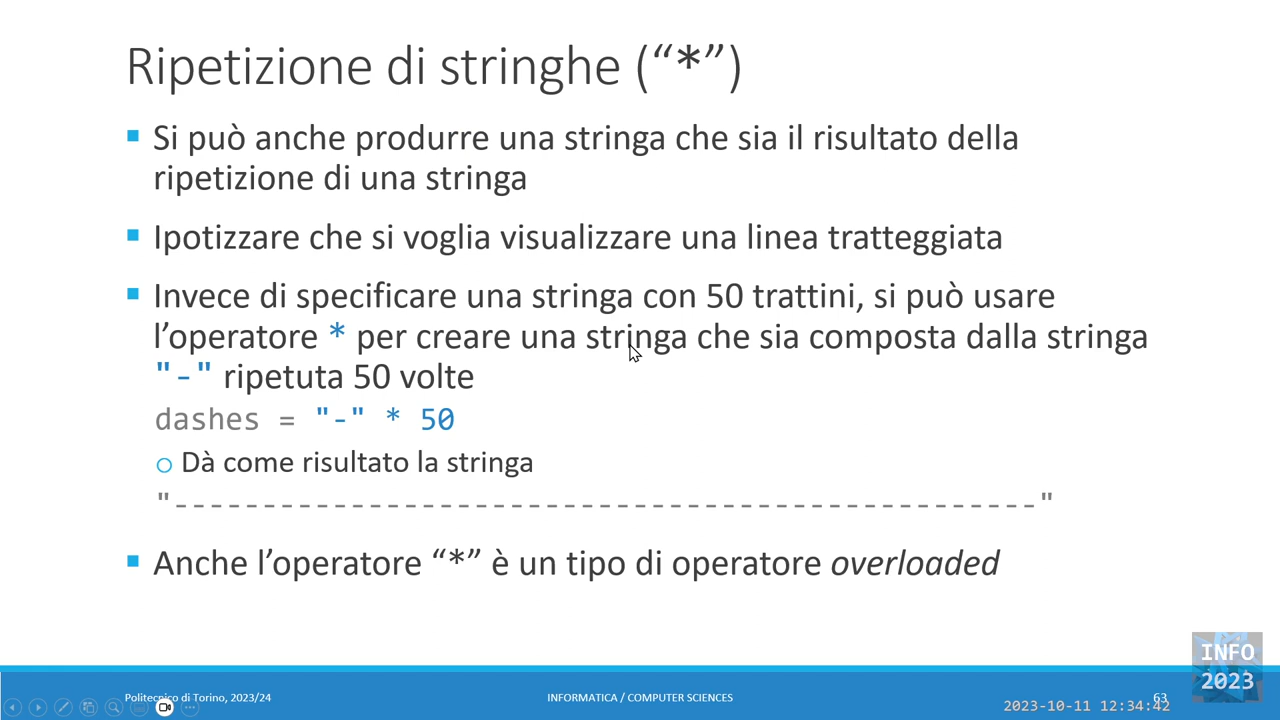 Ripetizione di stringhe (“*”)
Si può anche produrre una stringa che sia il risultato della
ripetizione di una stringa
Ipotizzare che si voglia visualizzare una linea tratteggiata
Invece di specificare una stringa con 50 trattini, si può usare
l’operatore * per creare una stringa che sia composta dalla stringa
"-" ripetuta 50 volte
dashes = "-" * 50
Dà come risultato la stringa
"--------------------------------------------------"
Anche l’operatore “*” è un tipo di operatore overloaded
INFO
2023
Politecnico di Torino, 2023/24
INFORMATICA / COMPUTER SCIENCES
63
2023-10-11 12:34:42